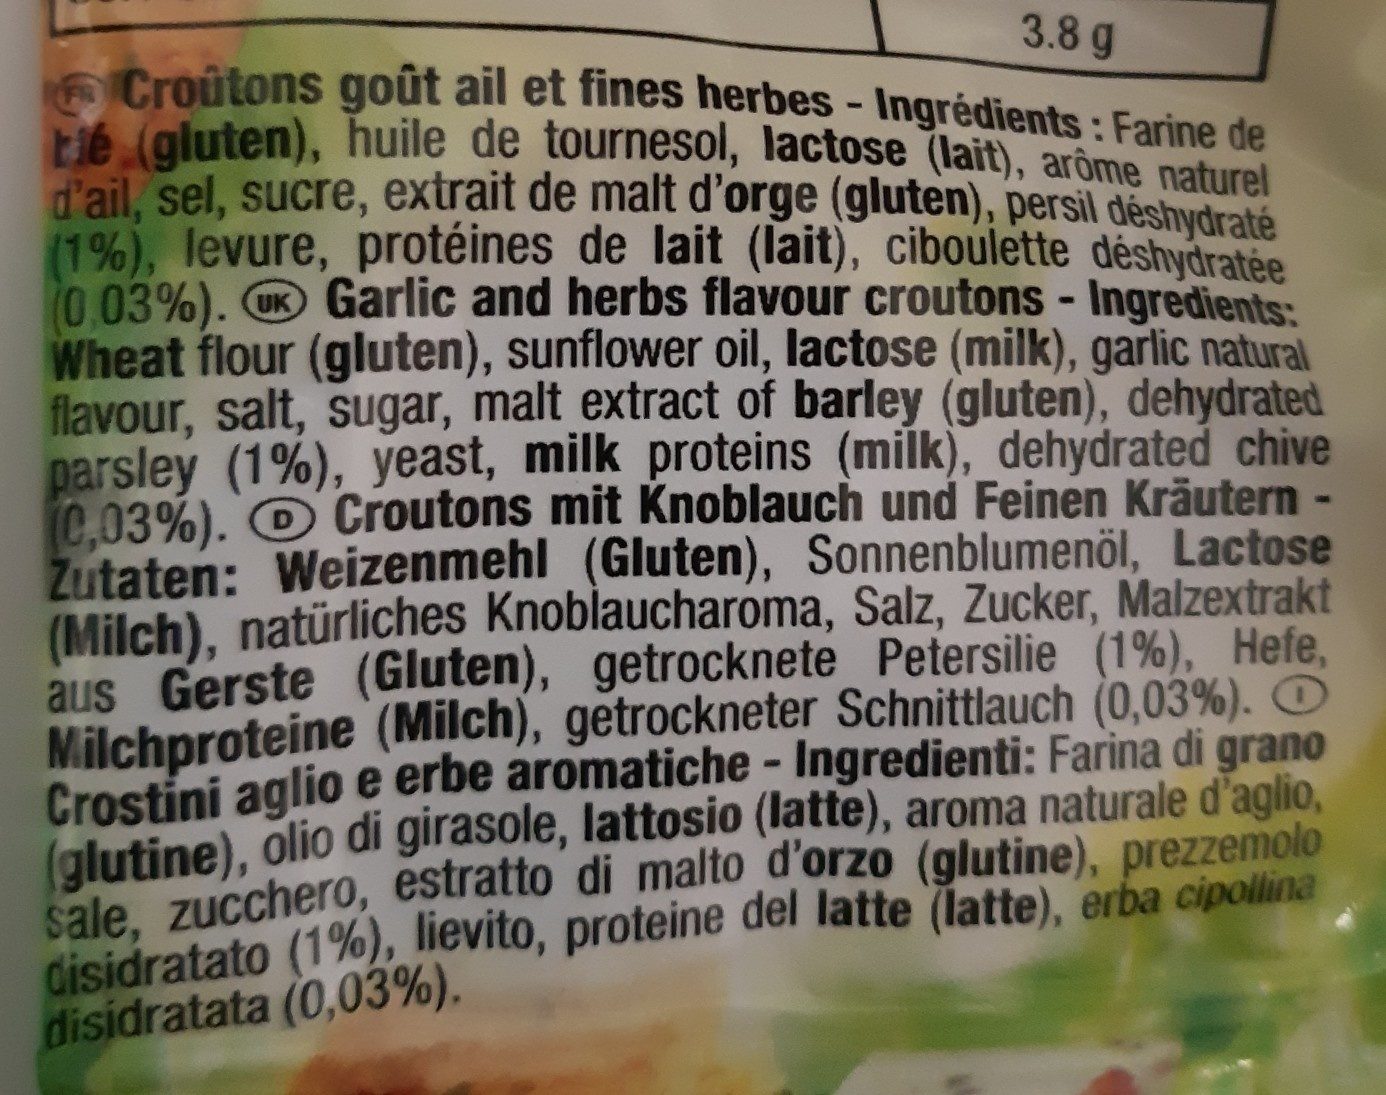 3.8 g
FR Croûtons goût ail et fines herbes - Ingrédients : Farine de
blé (gluten), huile de tournesol, lactose (lait), arôme naturel
d'ail, sel, sucre, extrait de malt d'orge (gluten), persil déshydraté
(1%), levure, protéines de lait (lait), ciboulette déshydratée
(0,03%). UK Garlic and herbs flavour croutons - Ingredients:
Wheat flour (gluten), sunflower oil, lactose (milk), garlic natural
flavour, salt, sugar, malt extract of barley (gluten), dehydrated
parsley (1%), yeast, milk proteins (milk), dehydrated chive
(0,03%). D Croutons mit Knoblauch und Feinen Kräutern -
Zutaten: Weizenmehl (Gluten), Sonnenblumenöl, Lactose
(Milch), natürliches Knoblaucharoma, Salz, Zucker, Malzextrakt
aus Gerste (Gluten), getrocknete Petersilie (1%), Hefe,
Milchproteine (Milch), getrockneter Schnittlauch (0,03%). I
Crostini aglio e erbe aromatiche - Ingredienti: Farina di grano
(glutine), olio di girasole, lattosio (latte), aroma naturale d'aglio,
sale, zucchero, estratto di malto d'orzo (glutine), prezzemolo
disidratato (1%), lievito, proteine del latte (latte), erba cipollina
disidratata (0,03%).